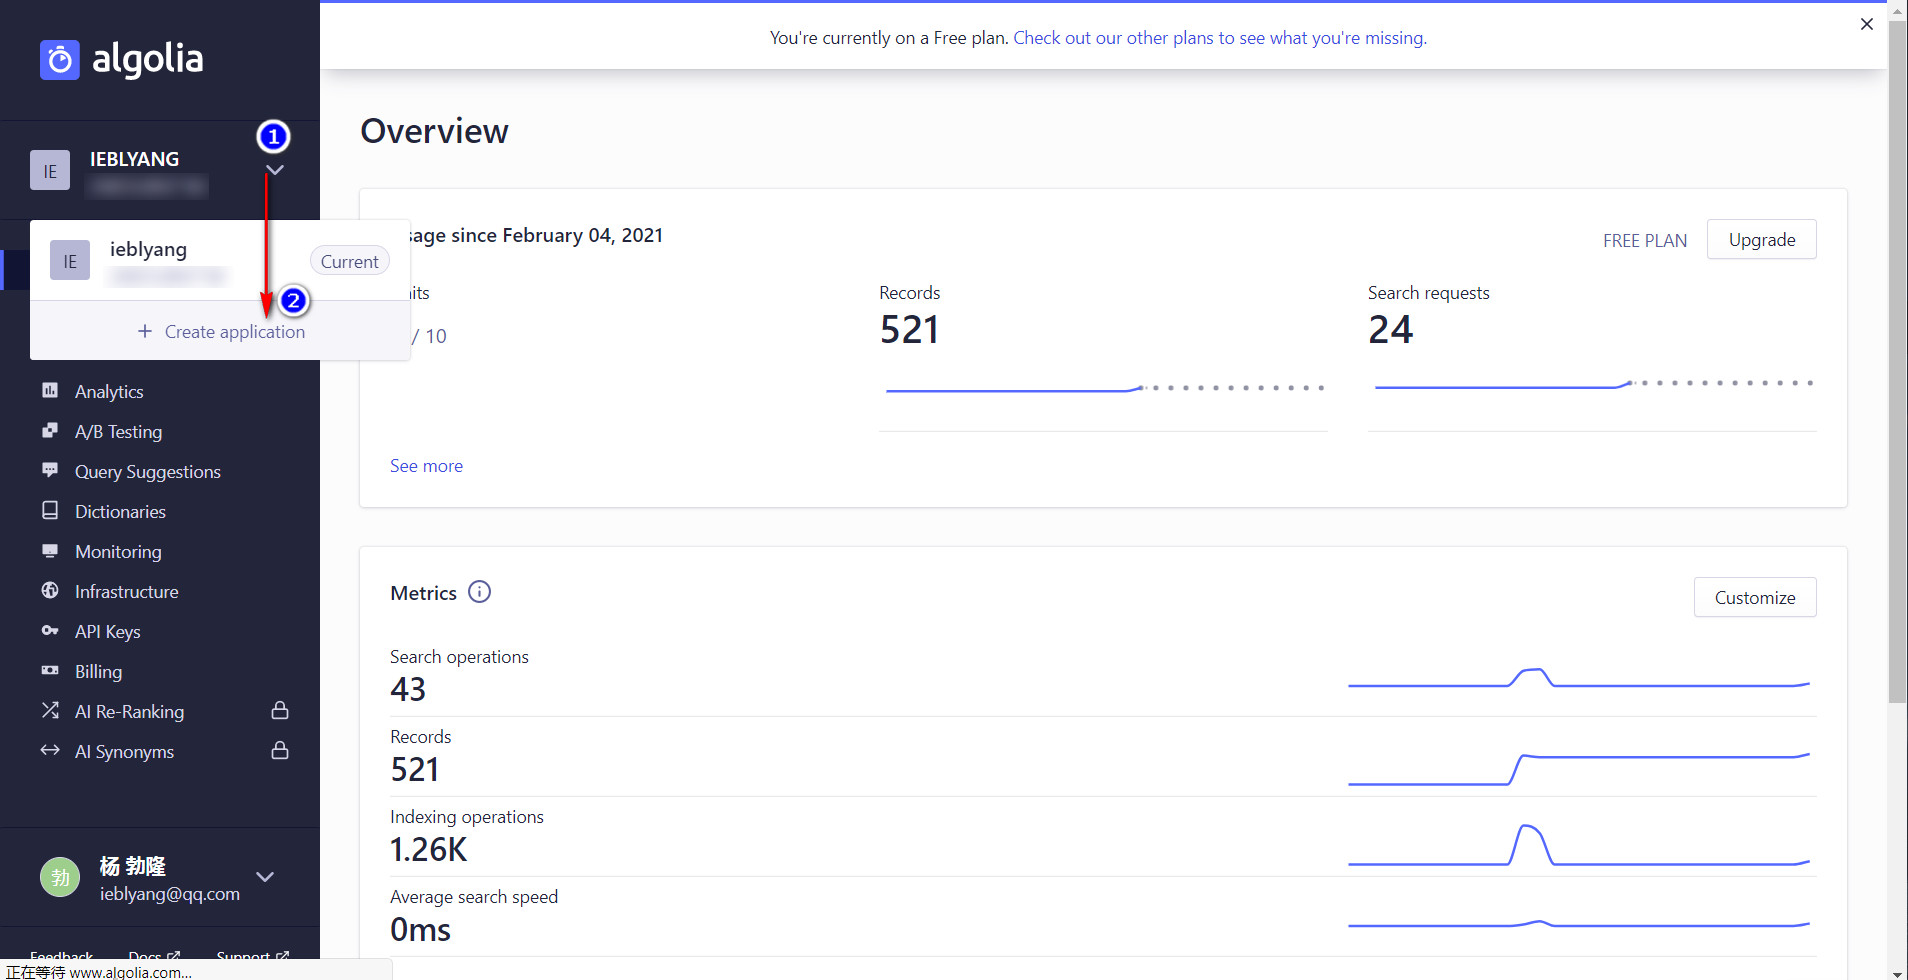 algolia
You're currently on a Free plan. Check out our other plans to see what you're missing.
1
IE
IEBLYANG
IE
ieblyang
Current
2
+ Create application
Analytics
A/B Testing
Query Suggestions
Dictionaries
Monitoring
Infrastructure
API Keys
Billing
AI Re-Ranking
AI Synonyms
勃
杨 勃隆
ieblyang@qq.com
Feedback Docs Support
正在等待 www.algolia.com...
Overview
sage since February 04, 2021
FREE PLAN
Upgrade
its
/ 10
Records
521
Search requests
24
See more
Metrics
Customize
Search operations
43
Records
521
Indexing operations
1.26K
Average search speed
0ms